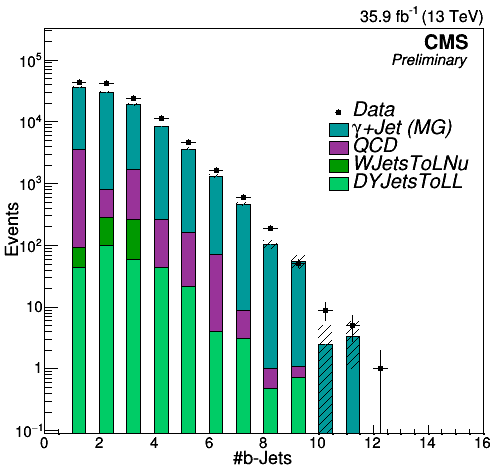 35.9 fb⁻¹ (13 TeV)
CMS
Preliminary
Data
γ+Jet (MG)
QCD
WJetsToLNu
DYJetsToLL
Events
10⁵
10⁴
10³
10²
10
1
10⁻¹
0 2 4 6 8 10 12 14 16
#b-Jets